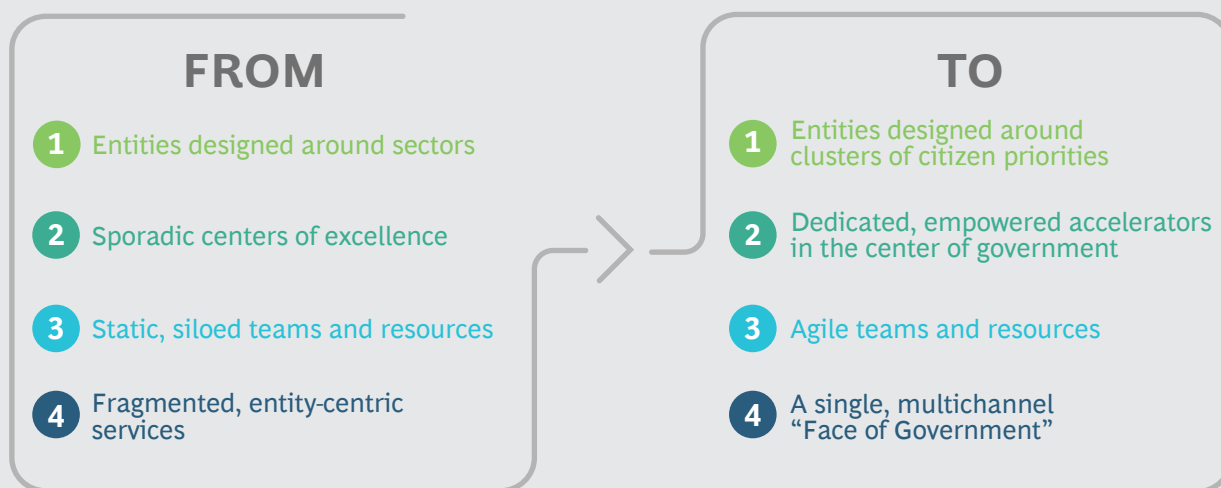 FROM
1 Entities designed around sectors
2 Sporadic centers of excellence
3 Static, siloed teams and resources
4 Fragmented, entity-centric
services
TO
1 Entities designed around
clusters of citizen priorities
2 Dedicated, empowered accelerators
in the center of government
3 Agile teams and resources
4 A single, multichannel
“Face of Government”